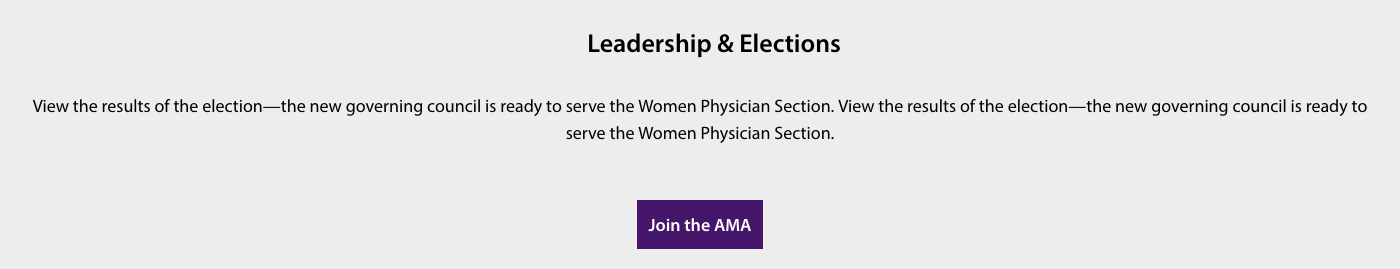 Leadership & Elections
View the results of the election—the new governing council is ready to serve the Women Physician Section. View the results of the election—the new governing council is ready to
serve the Women Physician Section.
Join the AMA